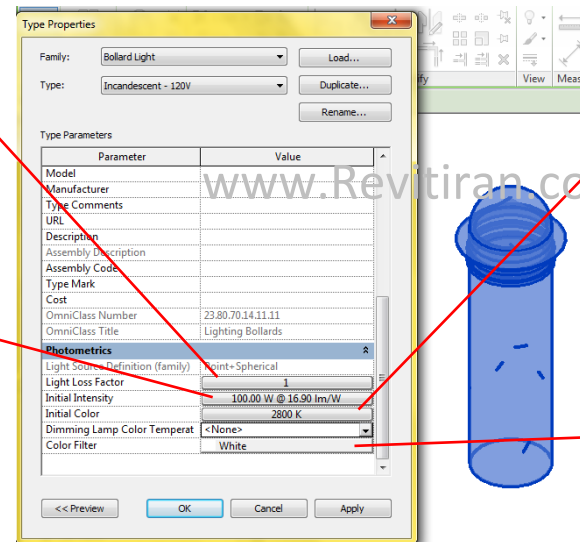 Type Properties
Family: Bollard Light Load...
Type: Incandescent - 120V Duplicate...
Rename...
Type Parameters
Parameter Value
Model
Manufacturer
Type Comments
URL
Description
Assembly Description
Assembly Code
Type Mark
Cost
OmniClass Number 23.80.70.14.11.11
OmniClass Title Lighting Bollards
Photometrics
Light Source Definition (family) Point+Spherical
Light Loss Factor 1
Initial Intensity 100.00 W @ 16.90 lm/W
Initial Color 2800 K
Dimming Lamp Color Temperat <None>
Color Filter White
<< Preview OK Cancel Apply
ify View Meas
www.Revitiran.co